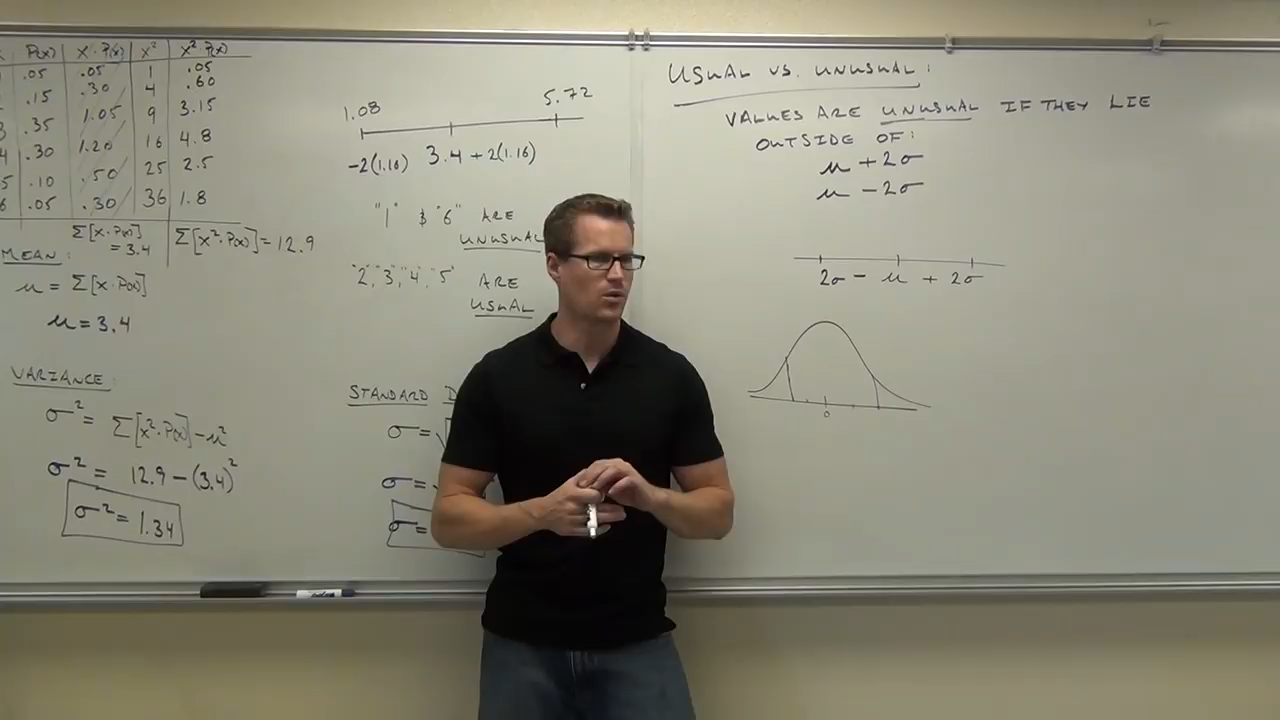 P(x) X·P(x) X² X²·P(x)
.05 .05 1 .05
.15 .30 4 .60
3 .35 1.05 9 3.15
4 .30 1.20 16 4.8
5 .10 .50 25 2.5
6 .05 .30 36 1.8
Σ[X·P(x)] = 3.4 Σ[X²·P(x)] = 12.9
MEAN:
μ = Σ[X·P(x)]
μ = 3.4
VARIANCE:
σ² = Σ[X²·P(x)] - μ²
σ² = 12.9 - (3.4)²
σ² = 1.34
1.08 5.72
-2(1.16) 3.4 + 2(1.16)
"1" & "6" ARE
UNUSUAL
"2", "3", "4", "5" ARE
USUAL
STANDARD
σ = √
σ =
σ =
USUAL VS. UNUSUAL:
VALUES ARE UNUSUAL IF THEY LIE
OUTSIDE OF:
μ + 2σ
μ - 2σ
2σ - μ + 2σ
0